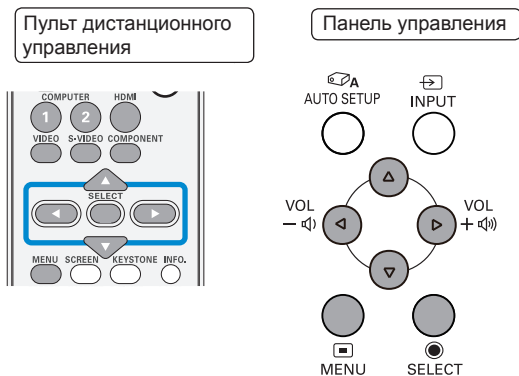 Пульт дистанционного
управления
COMPUTER HDMI
1 2
VIDEO S-VIDEO COMPONENT
SELECT
MENU SCREEN KEYSTONE INFO.
Панель управления
A
AUTO SETUP INPUT
VOL VOL
− +
MENU SELECT